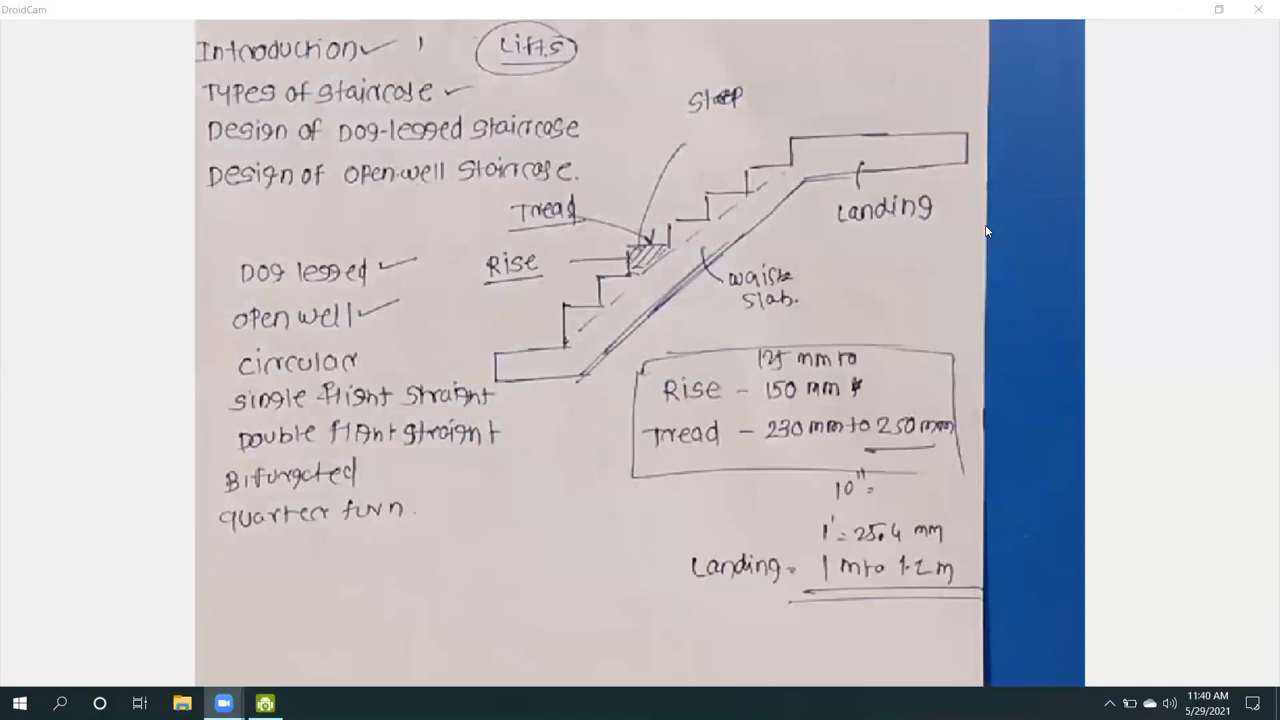 DroidCam
Introduction
Lifts
Types of Staircase
Design of Dog-legged Staircase
Design of openwell Staircase.
Step
Tread
Rise
Landing
waist
slab.
Dog legged
open well
circular
single flight straight
Double flight straight
Bifurgcated
quarter turn
125 mm to
Rise - 150 mm
Tread - 230 mm to 250 mm
10" =
1' = 25.4 mm
Landing = 1 m to 1.2 m
11:40 AM
5/29/2021